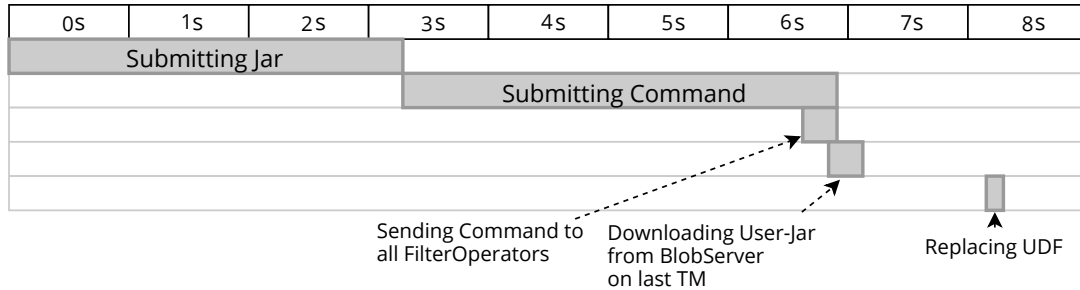 0s 1s 2s 3s 4s 5s 6s 7s 8s
Submitting Jar
Submitting Command
Sending Command to
all FilterOperators
Downloading User-Jar
from BlobServer
on last TM
Replacing UDF